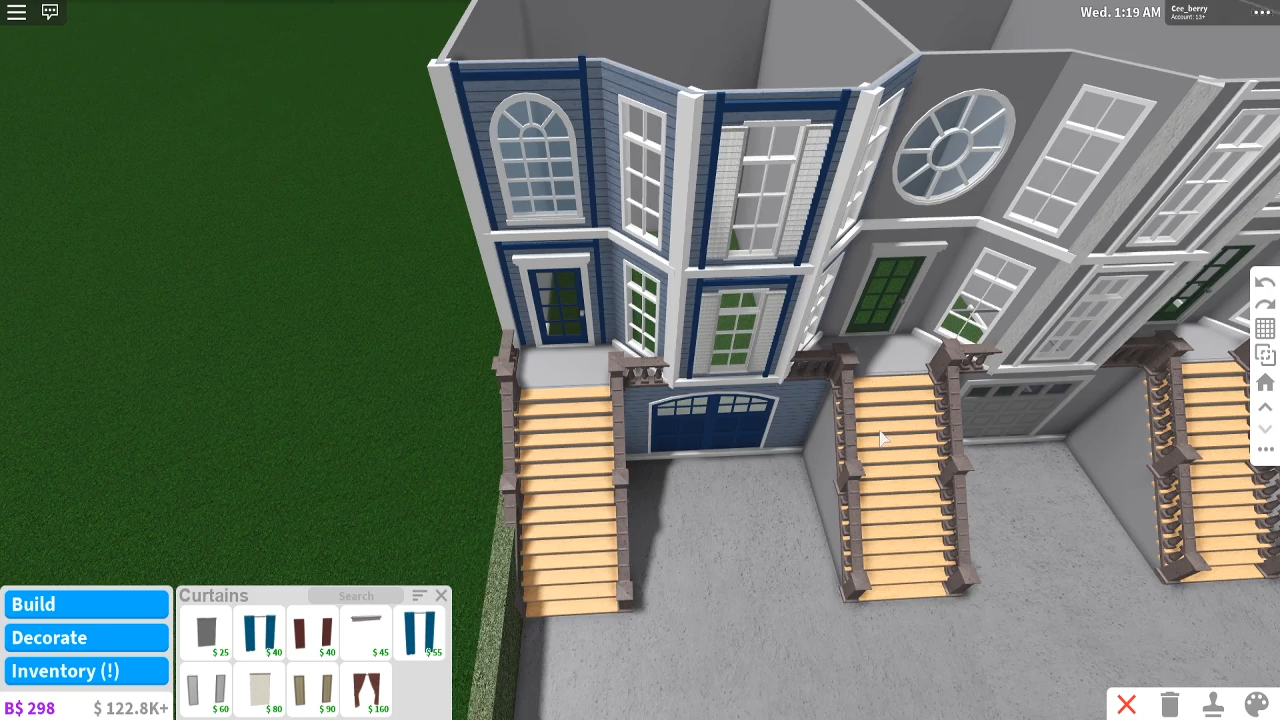 Wed. 1:19 AM
Cee_berry
Account: 13+
Build
Decorate
Inventory (!)
B$ 298 $ 122.8K+
Curtains Search
$ 25 $ 40 $ 40 $ 45 $ 55
$ 60 $ 80 $ 90 $ 160